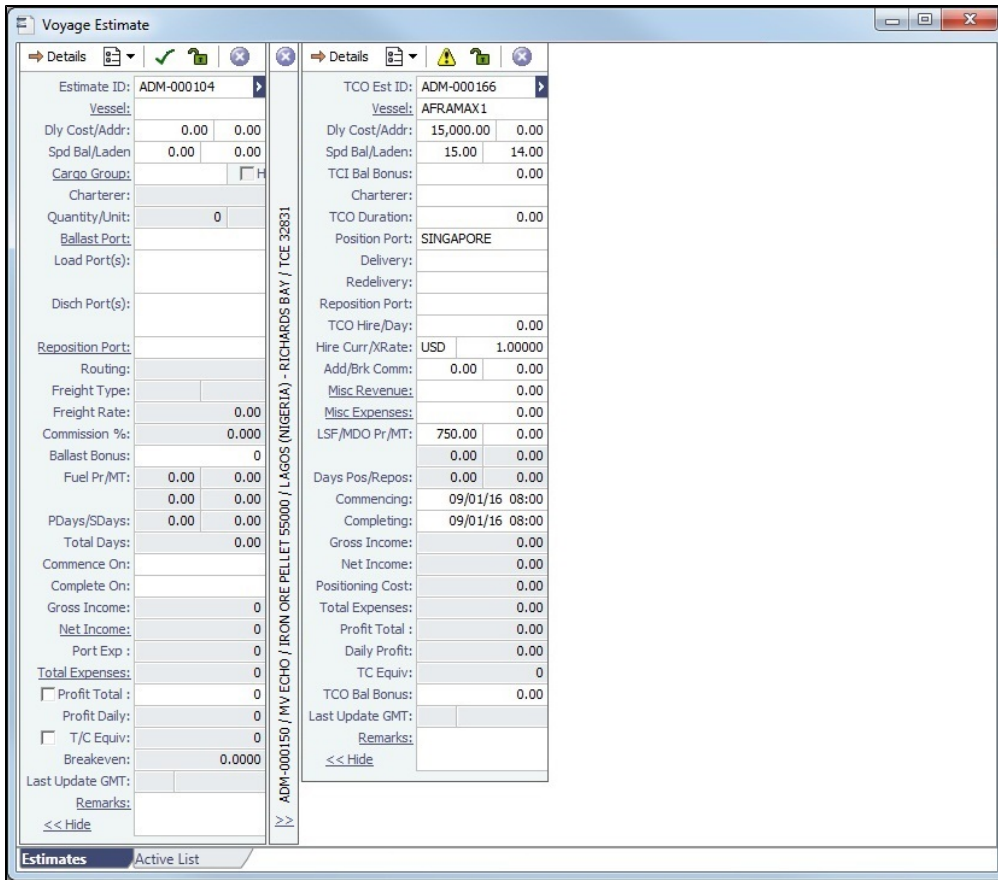 Voyage Estimate
Details
Estimate ID: ADM-000104
Vessel:
Dly Cost/Addr: 0.00 0.00
Spd Bal/Laden 0.00 0.00
Cargo Group: H
Charterer:
Quantity/Unit: 0
Ballast Port:
Load Port(s):
Disch Port(s):
Reposition Port:
Routing:
Freight Type:
Freight Rate: 0.00
Commission %: 0.000
Ballast Bonus: 0
Fuel Pr/MT: 0.00 0.00
0.00 0.00
PDays/SDays: 0.00 0.00
Total Days: 0.00
Commence On:
Complete On:
Gross Income: 0
Net Income: 0
Port Exp : 0
Total Expenses: 0
Profit Total : 0
Profit Daily: 0
T/C Equiv: 0
Breakeven: 0.0000
Last Update GMT:
Remarks:
<< Hide
ADM-000150 / MV ECHO / IRON ORE PELLET 55000 / LAGOS (NIGERIA) - RICHARDS BAY / TCE 32831
>>
Details
TCO Est ID: ADM-000166
Vessel: AFRAMAX1
Dly Cost/Addr: 15,000.00 0.00
Spd Bal/Laden: 15.00 14.00
TCI Bal Bonus: 0.00
Charterer:
TCO Duration: 0.00
Position Port: SINGAPORE
Delivery:
Redelivery:
Reposition Port:
TCO Hire/Day: 0.00
Hire Curr/XRate: USD 1.00000
Add/Brk Comm: 0.00 0.00
Misc Revenue: 0.00
Misc Expenses: 0.00
LSF/MDO Pr/MT: 750.00 0.00
0.00 0.00
Days Pos/Repos: 0.00 0.00
Commencing: 09/01/16 08:00
Completing: 09/01/16 08:00
Gross Income: 0.00
Net Income: 0.00
Positioning Cost: 0.00
Total Expenses: 0.00
Profit Total : 0.00
Daily Profit: 0.00
TC Equiv: 0
TCO Bal Bonus: 0.00
Last Update GMT:
Remarks:
<< Hide
Estimates Active List